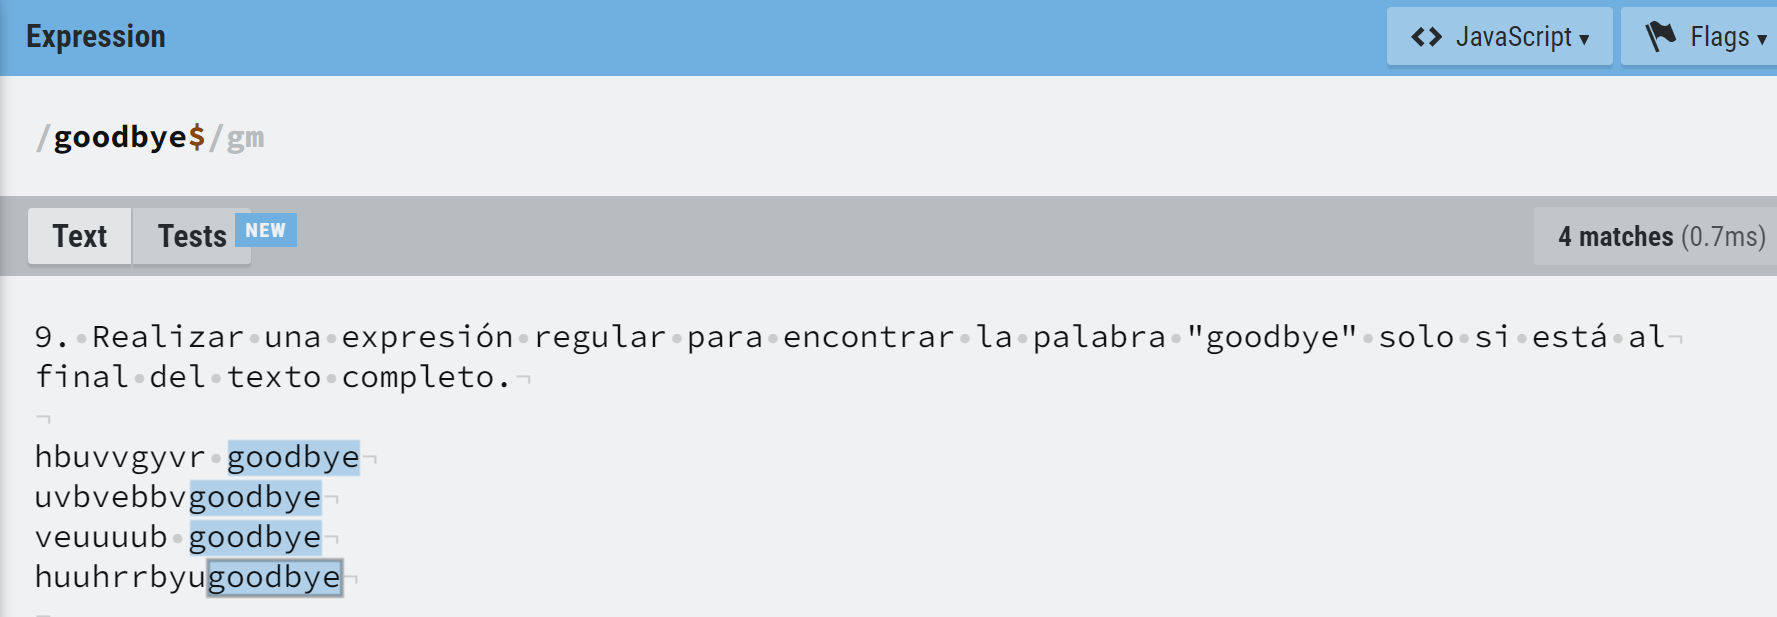 Expression
<> JavaScript ▾
Flags ▾
/goodbye$/gm
Text
Tests
NEW
4 matches (0.7ms)
9. Realizar una expresión regular para encontrar la palabra "goodbye" solo si está al
final del texto completo.
hbuvvgyvr goodbye
uvbvebbvgoodbye
veuuuub goodbye
huuhrrbyugoodbye